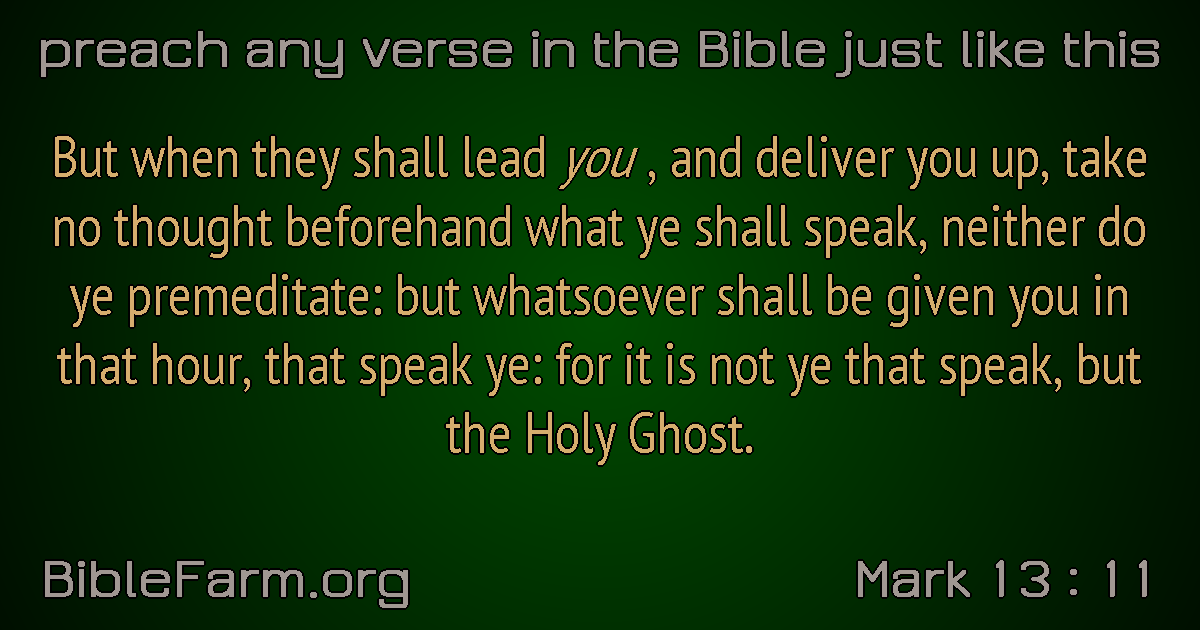 preach any verse in the Bible just like this
But when they shall lead you , and deliver you up, take
no thought beforehand what ye shall speak, neither do
ye premeditate: but whatsoever shall be given you in
that hour, that speak ye: for it is not ye that speak, but
the Holy Ghost.
BibleFarm.org
Mark 13 : 11